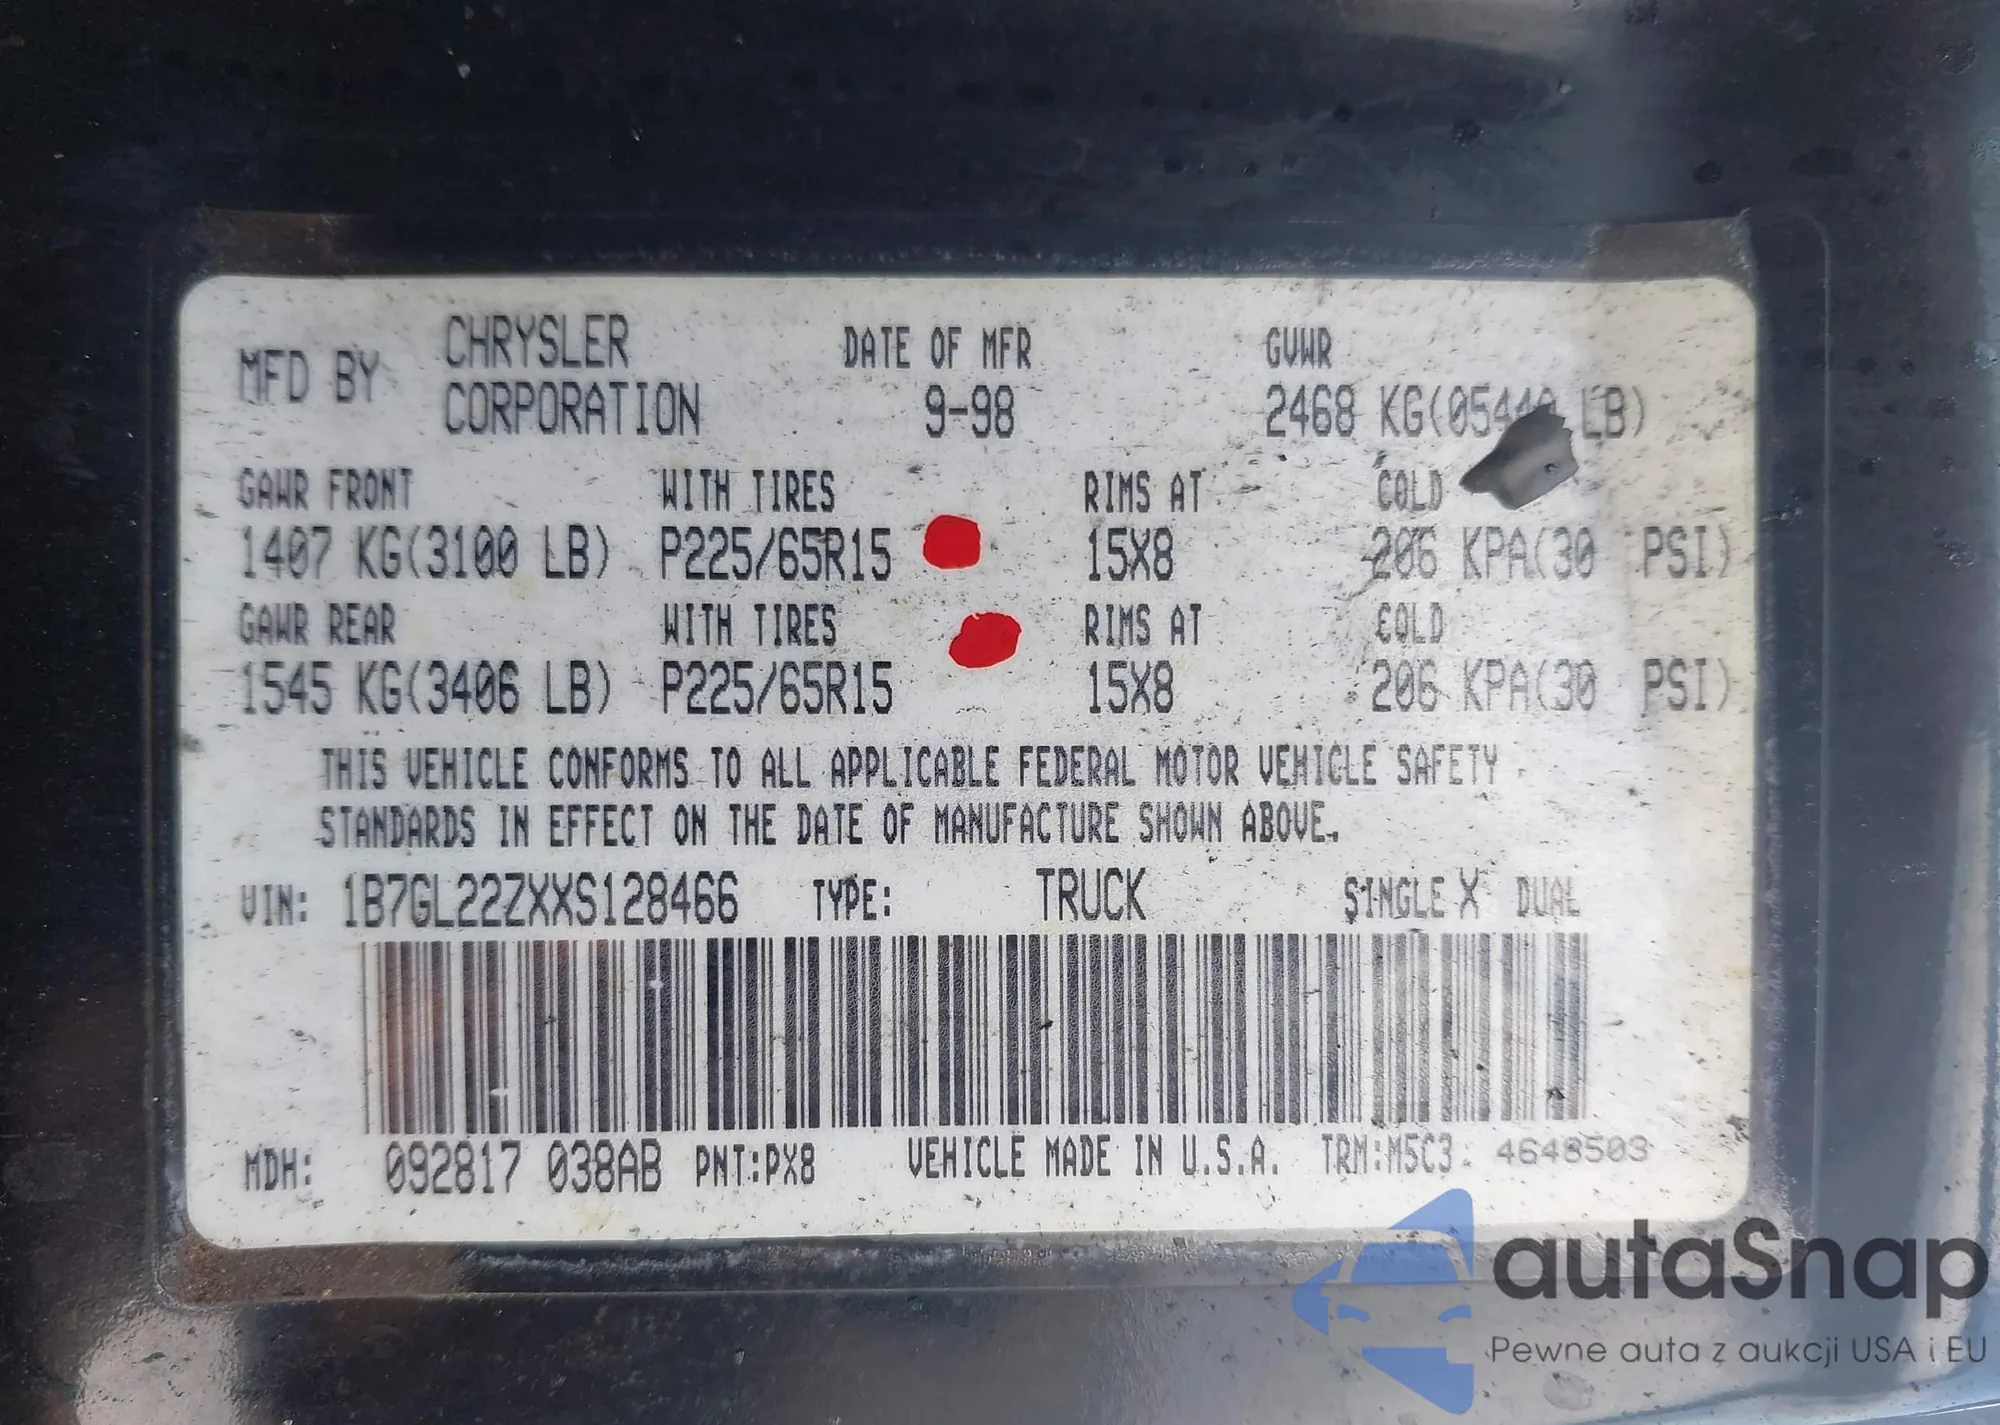 MFD BY CHRYSLER CORPORATION DATE OF MFR 9-98 GVWR 2468 KG(05440 LB)
GAWR FRONT WITH TIRES RIMS AT COLD
1407 KG(3100 LB) P225/65R15 15X8 206 KPA(30 PSI)
GAWR REAR WITH TIRES RIMS AT COLD
1545 KG(3406 LB) P225/65R15 15X8 206 KPA(30 PSI)
THIS VEHICLE CONFORMS TO ALL APPLICABLE FEDERAL MOTOR VEHICLE SAFETY
STANDARDS IN EFFECT ON THE DATE OF MANUFACTURE SHOWN ABOVE.
VIN: 1B7GL22ZXXS128466 TYPE: TRUCK SINGLE X DUAL
MDH: 092817 038AB PNT:PX8 VEHICLE MADE IN U.S.A. TRM:M5C3 4648503
autaSnap
Pewne auta z aukcji USA i EU